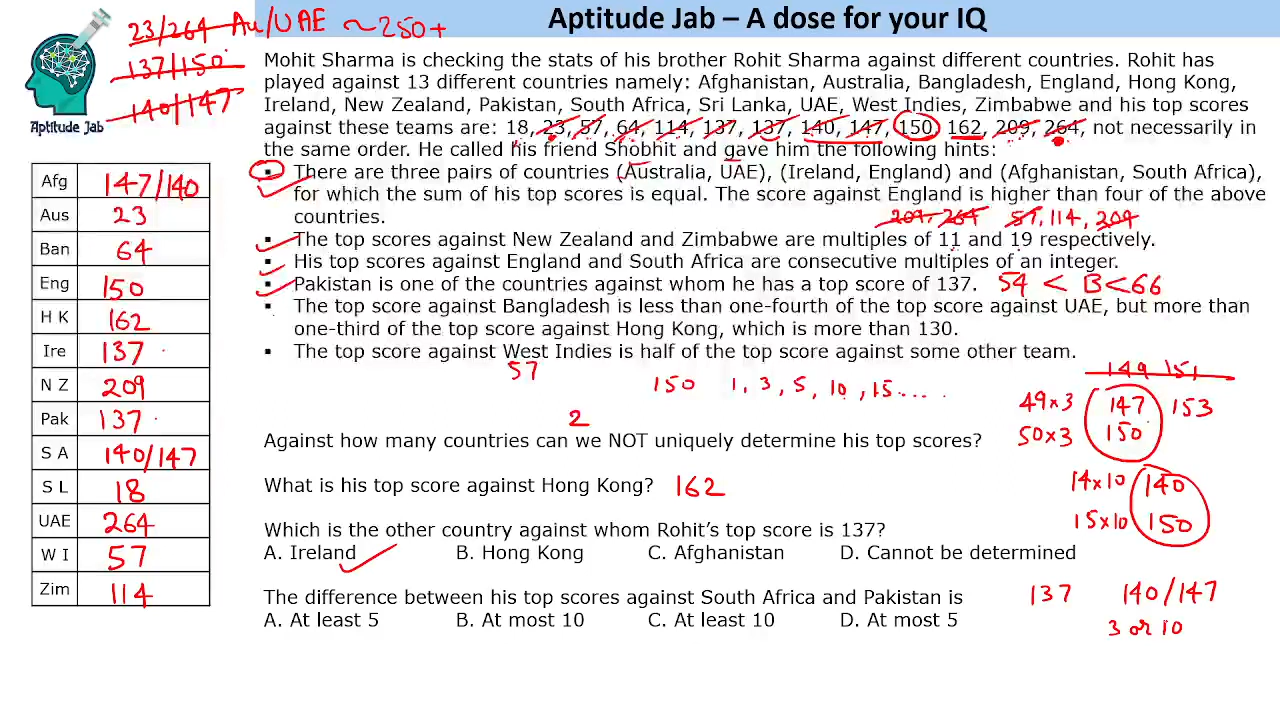 Aptitude Jab – A dose for your IQ
23/264 Au/UAE ~250+
137/150
140/147
Aptitude Jab
Mohit Sharma is checking the stats of his brother Rohit Sharma against different countries. Rohit has
played against 13 different countries namely: Afghanistan, Australia, Bangladesh, England, Hong Kong,
Ireland, New Zealand, Pakistan, South Africa, Sri Lanka, UAE, West Indies, Zimbabwe and his top scores
against these teams are: 18, 23, 57, 64, 114, 137, 137, 140, 147, 150, 162, 209, 264, not necessarily in
the same order. He called his friend Shobhit and gave him the following hints:
▪ There are three pairs of countries (Australia, UAE), (Ireland, England) and (Afghanistan, South Africa),
for which the sum of his top scores is equal. The score against England is higher than four of the above
countries.
209, 264 57, 114, 209
▪ The top scores against New Zealand and Zimbabwe are multiples of 11 and 19 respectively.
▪ His top scores against England and South Africa are consecutive multiples of an integer.
▪ Pakistan is one of the countries against whom he has a top score of 137. 54 < B < 66
▪ The top score against Bangladesh is less than one-fourth of the top score against UAE, but more than
one-third of the top score against Hong Kong, which is more than 130.
▪ The top score against West Indies is half of the top score against some other team.
57
149 151
150 1, 3, 5, 10, 15....
49×3 147 153
50×3 150
2
Against how many countries can we NOT uniquely determine his top scores?
What is his top score against Hong Kong? 162
14×10 140
15×10 150
Which is the other country against whom Rohit's top score is 137?
A. Ireland B. Hong Kong C. Afghanistan D. Cannot be determined
The difference between his top scores against South Africa and Pakistan is
137 140/147
A. At least 5 B. At most 10 C. At least 10 D. At most 5
3 or 10
Afg 147/140
Aus 23
Ban 64
Eng 150
H K 162
Ire 137
N Z 209
Pak 137
S A 140/147
S L 18
UAE 264
W I 57
Zim 114